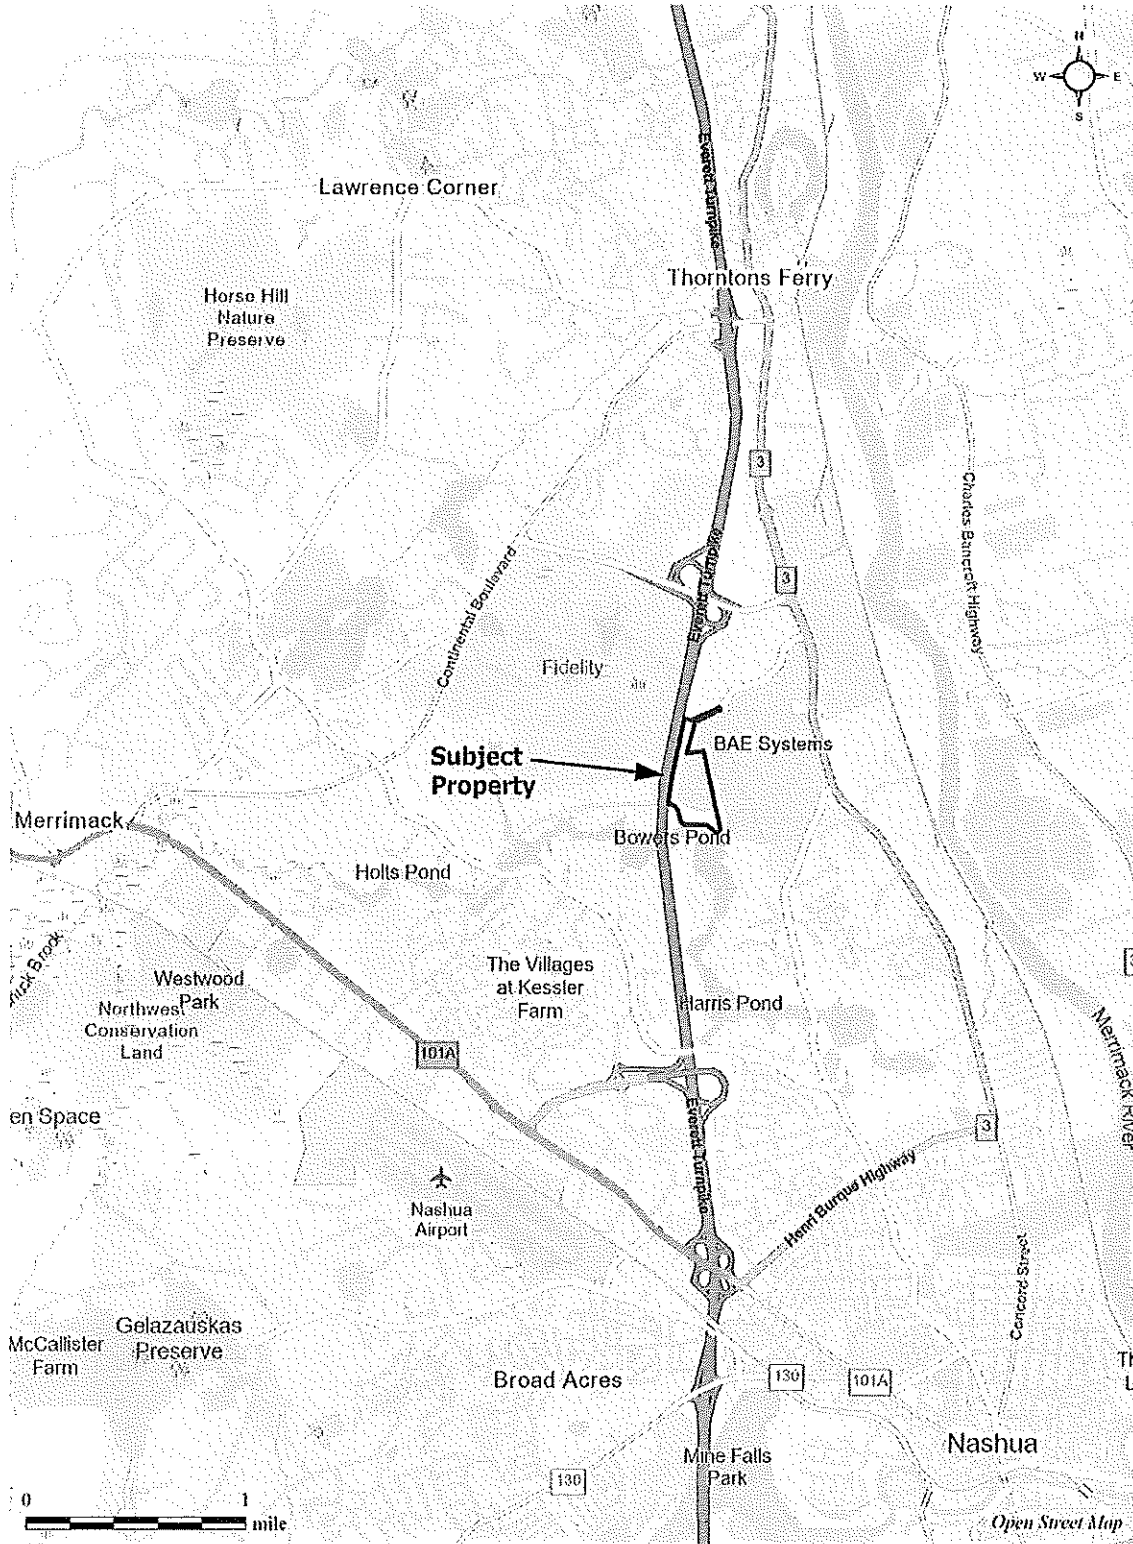 N
W
E
S
Everett Turnpike
Lawrence Corner
Thorntons Ferry
Horse Hill
Nature
Preserve
3
Charles Bancroft Highway
Continental Boulevard
Everett Turnpike
3
Fidelity
Subject
Property
BAE Systems
Merrimack
Bowers Pond
Holts Pond
The Villages
at Kessler
Farm
Westwood
Park
Northwest
Conservation
Land
Harris Pond
101A
Merrimack River
en Space
Everett Turnpike
3
Henri Burque Highway
Nashua
Airport
Concord Street
Gelazauskas
Preserve
McCallister
Farm
Broad Acres
130
101A
Nashua
Mine Falls
Park
130
0
1
mile
Open Street Map